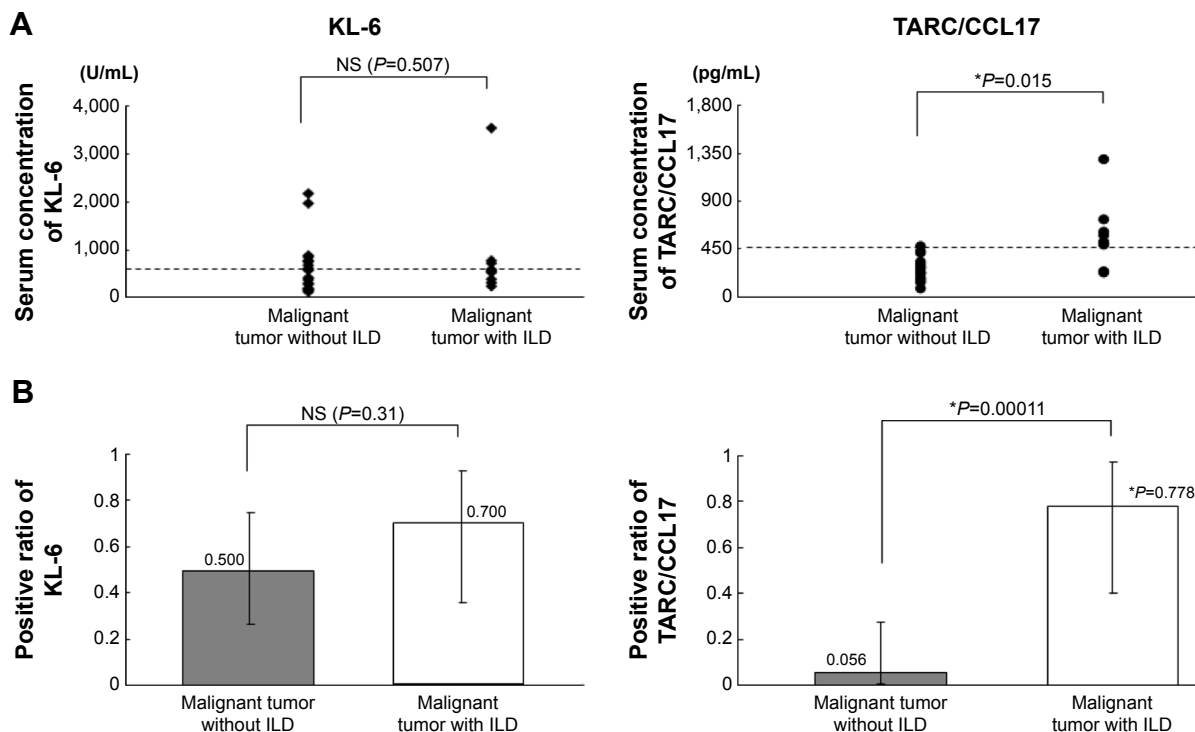 A
KL-6
(U/mL)
NS (P=0.507)
Serum concentration
of KL-6
4,000
3,000
2,000
1,000
0
Malignant
tumor without ILD
Malignant
tumor with ILD
TARC/CCL17
(pg/mL)
*P=0.015
Serum concentration
of TARC/CCL17
1,800
1,350
900
450
0
Malignant
tumor without ILD
Malignant
tumor with ILD
B
NS (P=0.31)
Positive ratio of
KL-6
1
0.8
0.6
0.4
0.2
0
0.500
0.700
Malignant tumor
without ILD
Malignant
tumor with ILD
*P=0.00011
Positive ratio of
TARC/CCL17
1
0.8
0.6
0.4
0.2
0
0.056
*P=0.778
Malignant tumor
without ILD
Malignant
tumor with ILD